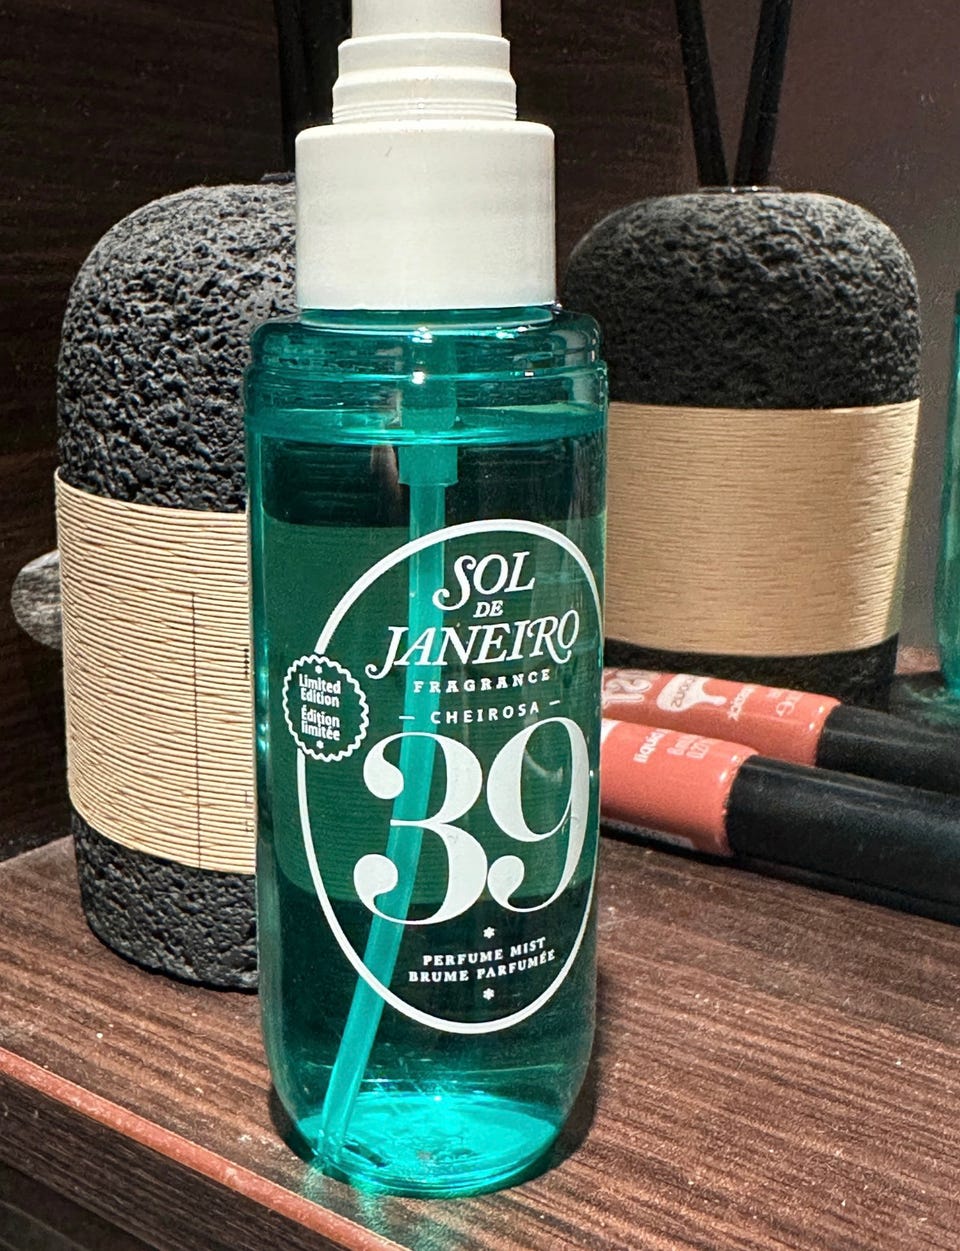 SOL
DE
JANEIRO
FRAGRANCE
CHEIROSA
39
Limited
Edition
Édition
limitée
PERFUME MIST
BRUME PARFUMÉE